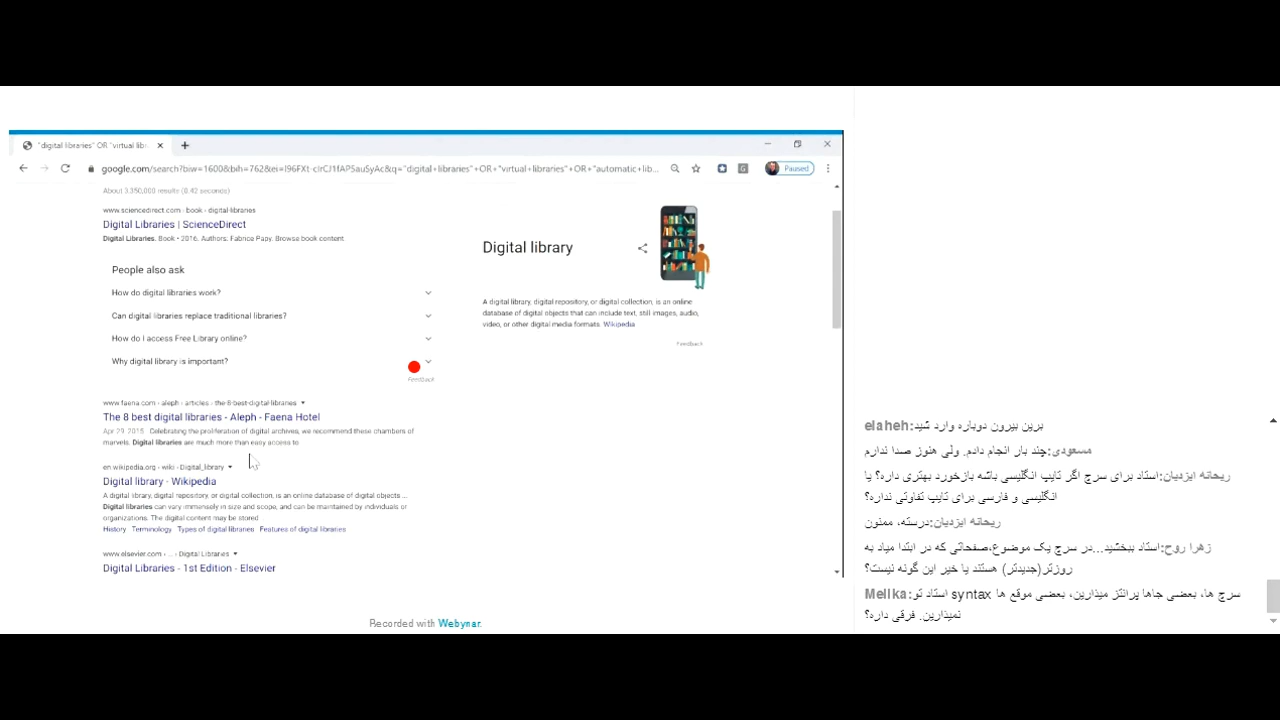 "digital libraries" OR "virtual lib
google.com/search?biw=1600&bih=762&ei=I96FXt-clrCJ1fAP5auSyAc&q="digital+libraries"+OR+"virtual+libraries"+OR+"automatic+lib...
Paused
About 3,350,000 results (0.42 seconds)
www.sciencedirect.com › book › digital-libraries
Digital Libraries | ScienceDirect
Digital Libraries. Book • 2016. Authors: Fabrice Papy. Browse book content
People also ask
How do digital libraries work?
Can digital libraries replace traditional libraries?
How do I access Free Library online?
Why digital library is important?
Feedback
www.faena.com › aleph › articles › the-8-best-digital-libraries
The 8 best digital libraries - Aleph - Faena Hotel
Apr 29, 2015 - Celebrating the proliferation of digital archives, we recommend these chambers of
marvels. Digital libraries are much more than easy access to
en.wikipedia.org › wiki › Digital_library
Digital library - Wikipedia
A digital library, digital repository, or digital collection, is an online database of digital objects ...
Digital libraries can vary immensely in size and scope, and can be maintained by individuals or
organizations. The digital content may be stored
History Terminology Types of digital libraries Features of digital libraries
www.elsevier.com › ... › Digital Libraries
Digital Libraries - 1st Edition - Elsevier
Digital library
A digital library, digital repository, or digital collection, is an online
database of digital objects that can include text, still images, audio,
video, or other digital media formats. Wikipedia
Feedback
Recorded with Webynar.
elaheh: برین بیرون دوباره وارد شید
مسعودی: چند بار انجام دادم. ولی هنوز صدا ندارم
ریحانه ایزدیان: استاد برای سرچ اگر تایپ انگلیسی باشه بازخورد بهتری داره؟ یا
انگلیسی و فارسی برای تایپ تفاوتی نداره؟
ریحانه ایزدیان: درسته، ممنون
زهرا روح: استاد ببخشید...در سرچ یک موضوع،صفحاتی که در ابتدا میاد به
روزتر(جدیدتر) هستند یا خیر این گونه نیست؟
Melika: استاد تو syntax سرچ ها، بعضی جاها پرانتز میذارین، بعضی موقع ها
نمیذارین. فرقی داره؟